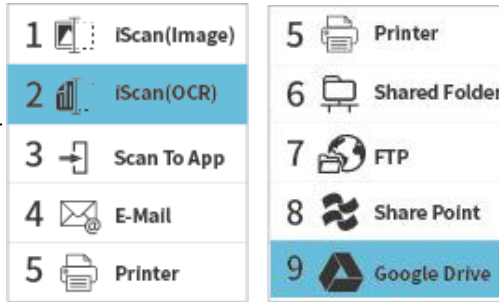 1 iScan(Image)
2 iScan(OCR)
3 Scan To App
4 E-Mail
5 Printer
5 Printer
6 Shared Folder
7 FTP
8 Share Point
9 Google Drive